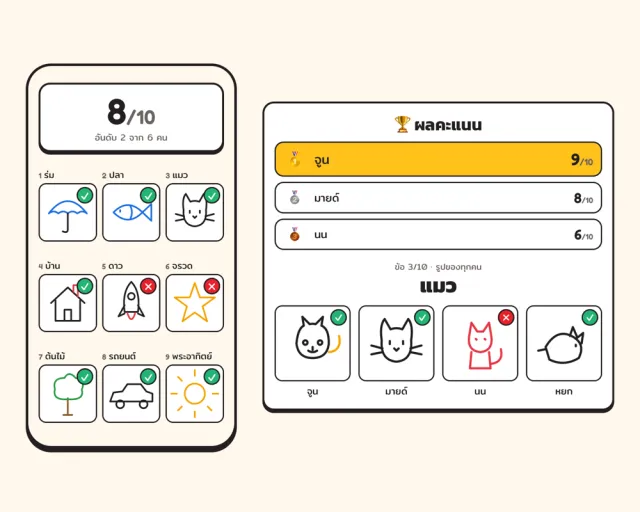 8/10
อันดับ 2 จาก 6 คน
1 ร่ม
2 ปลา
3 แมว
4 บ้าน
5 ดาว
6 จรวด
7 ต้นไม้
8 รถยนต์
9 พระอาทิตย์
ผลคะแนน
จูน 9/10
มายด์ 8/10
นน 6/10
ข้อ 3/10 · รูปของทุกคน
แมว
จูน
มายด์
นน
หยก